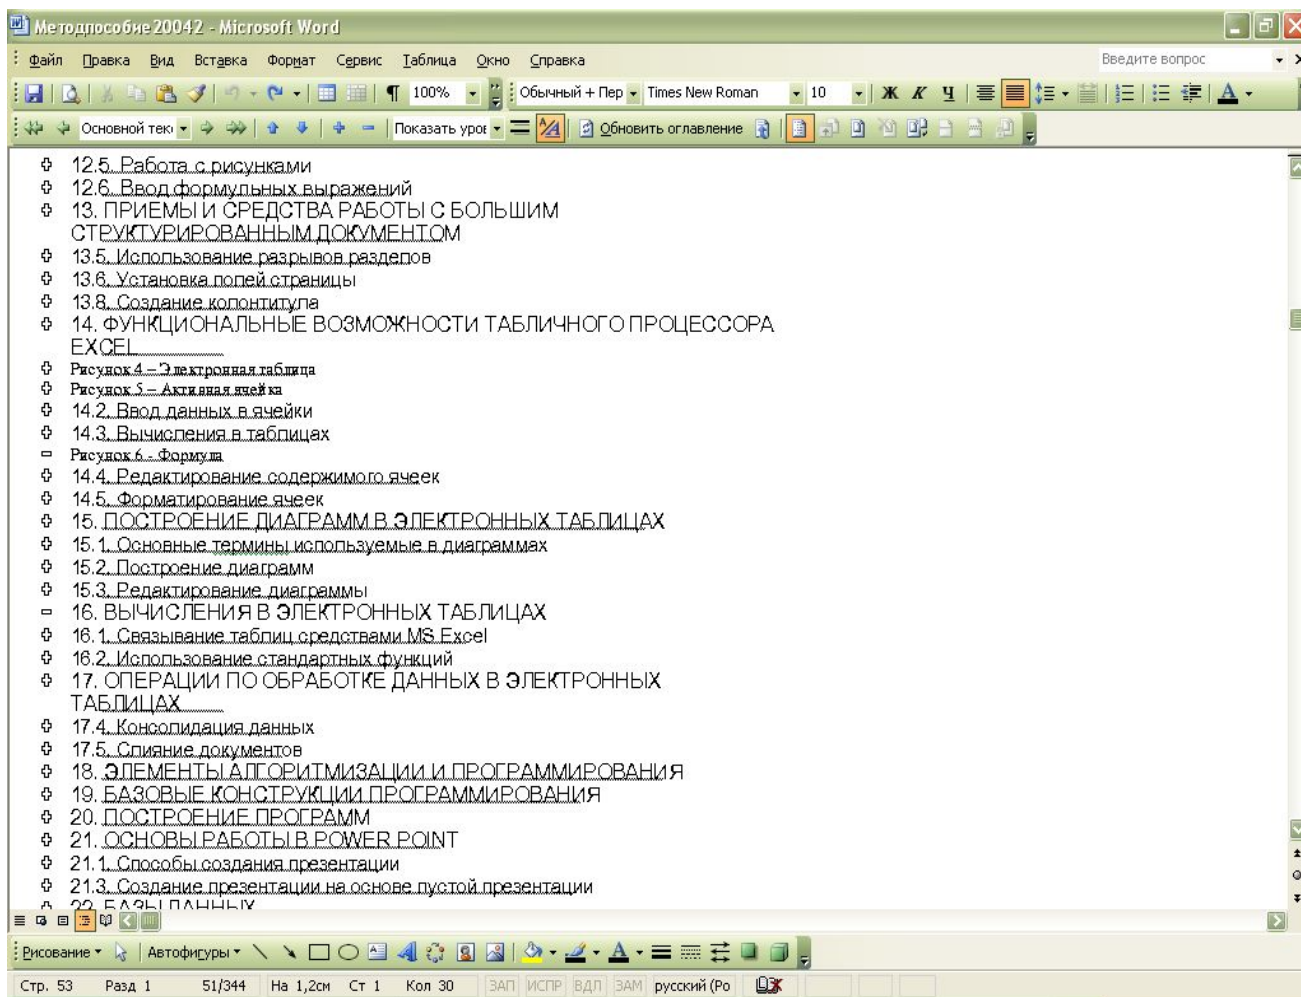 Методпособие20042 - Microsoft Word
Файл Правка Вид Вставка Формат Сервис Таблица Окно Справка Введите вопрос
100% Обычный + Пер Times New Roman 10 Ж К Ч
Основной текс Показать уров Обновить оглавление
12.5. Работа с рисунками
12.6. Ввод формульных выражений
13. ПРИЕМЫ И СРЕДСТВА РАБОТЫ С БОЛЬШИМ
СТРУКТУРИРОВАННЫМ ДОКУМЕНТОМ
13.5. Использование разрывов разделов
13.6. Установка полей страницы
13.8. Создание колонтитула
14. ФУНКЦИОНАЛЬНЫЕ ВОЗМОЖНОСТИ ТАБЛИЧНОГО ПРОЦЕССОРА
EXCEL
Рисунок 4 – Электронная таблица
Рисунок 5 – Активная ячейка
14.2. Ввод данных в ячейки
14.3. Вычисления в таблицах
Рисунок 6 - Формула
14.4. Редактирование содержимого ячеек
14.5. Форматирование ячеек
15. ПОСТРОЕНИЕ ДИАГРАММ В ЭЛЕКТРОННЫХ ТАБЛИЦАХ
15.1. Основные термины используемые в диаграммах
15.2. Построение диаграмм
15.3. Редактирование диаграммы
16. ВЫЧИСЛЕНИЯ В ЭЛЕКТРОННЫХ ТАБЛИЦАХ
16.1. Связывание таблиц средствами MS Excel
16.2. Использование стандартных функций
17. ОПЕРАЦИИ ПО ОБРАБОТКЕ ДАННЫХ В ЭЛЕКТРОННЫХ
ТАБЛИЦАХ
17.4. Консолидация данных
17.5. Слияние документов
18. ЭЛЕМЕНТЫ АЛГОРИТМИЗАЦИИ И ПРОГРАММИРОВАНИЯ
19. БАЗОВЫЕ КОНСТРУКЦИИ ПРОГРАММИРОВАНИЯ
20. ПОСТРОЕНИЕ ПРОГРАММ
21. ОСНОВЫ РАБОТЫ В POWER POINT
21.1. Способы создания презентации
21.3. Создание презентации на основе пустой презентации
22. БАЗЫ ДАННЫХ
Рисование Автофигуры
Стр. 53 Разд 1 51/344 На 1,2см Ст 1 Кол 30 ЗАП ИСПР ВДЛ ЗАМ русский (Ро